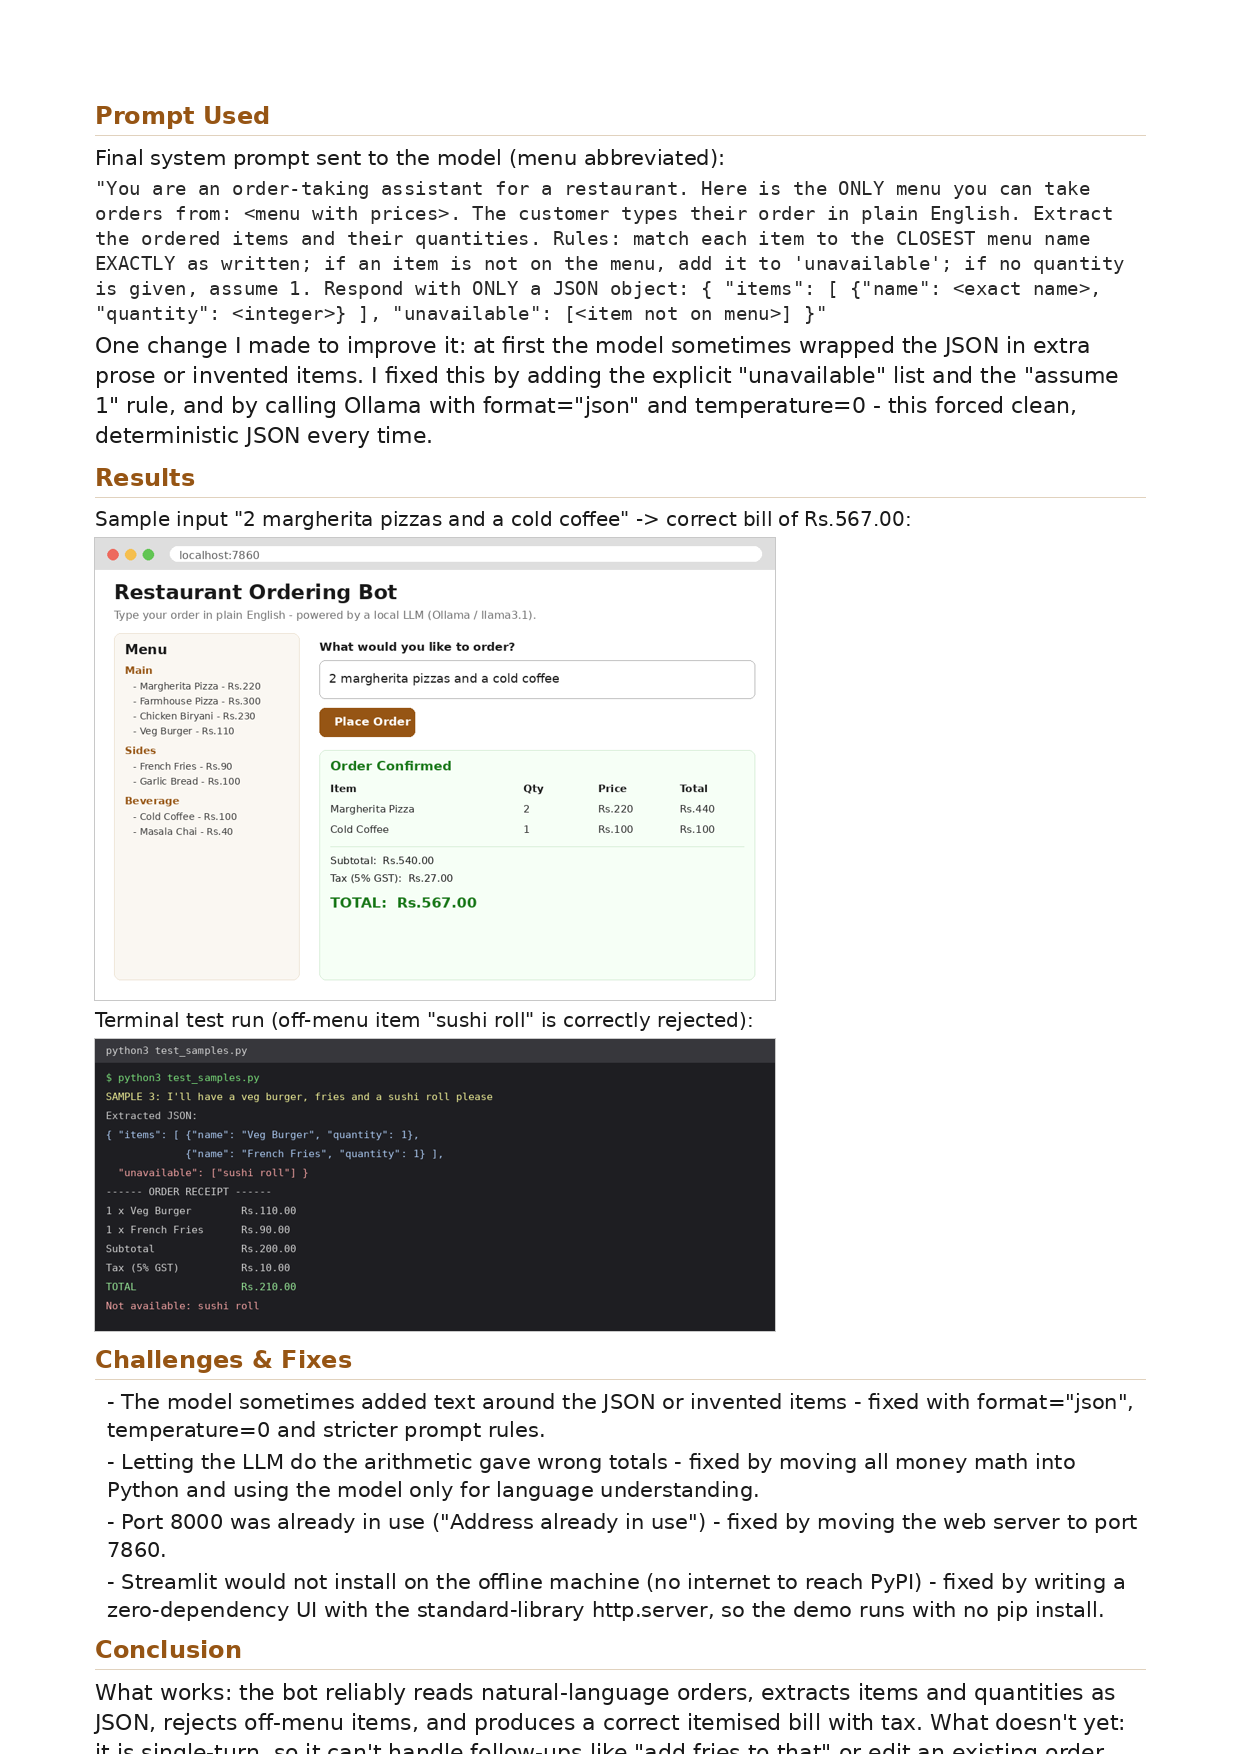 Prompt Used
Final system prompt sent to the model (menu abbreviated):
"You are an order-taking assistant for a restaurant. Here is the ONLY menu you can take
orders from: <menu with prices>. The customer types their order in plain English. Extract
the ordered items and their quantities. Rules: match each item to the CLOSEST menu name
EXACTLY as written; if an item is not on the menu, add it to 'unavailable'; if no quantity
is given, assume 1. Respond with ONLY a JSON object: { "items": [ {"name": <exact name>,
"quantity": <integer>} ], "unavailable": [<item not on menu>] }"
One change I made to improve it: at first the model sometimes wrapped the JSON in extra
prose or invented items. I fixed this by adding the explicit "unavailable" list and the "assume
1" rule, and by calling Ollama with format="json" and temperature=0 - this forced clean,
deterministic JSON every time.
Results
Sample input "2 margherita pizzas and a cold coffee" -> correct bill of Rs.567.00:
localhost:7860
Restaurant Ordering Bot
Type your order in plain English - powered by a local LLM (Ollama / llama3.1).
Menu
Main
- Margherita Pizza - Rs.220
- Farmhouse Pizza - Rs.300
- Chicken Biryani - Rs.230
- Veg Burger - Rs.110
Sides
- French Fries - Rs.90
- Garlic Bread - Rs.100
Beverage
- Cold Coffee - Rs.100
- Masala Chai - Rs.40
What would you like to order?
2 margherita pizzas and a cold coffee
Place Order
Order Confirmed
Item Qty Price Total
Margherita Pizza 2 Rs.220 Rs.440
Cold Coffee 1 Rs.100 Rs.100
Subtotal: Rs.540.00
Tax (5% GST): Rs.27.00
TOTAL: Rs.567.00
Terminal test run (off-menu item "sushi roll" is correctly rejected):
python3 test_samples.py
$ python3 test_samples.py
SAMPLE 3: I'll have a veg burger, fries and a sushi roll please
Extracted JSON:
{ "items": [ {"name": "Veg Burger", "quantity": 1},
{"name": "French Fries", "quantity": 1} ],
"unavailable": ["sushi roll"] }
------ ORDER RECEIPT ------
1 x Veg Burger Rs.110.00
1 x French Fries Rs.90.00
Subtotal Rs.200.00
Tax (5% GST) Rs.10.00
TOTAL Rs.210.00
Not available: sushi roll
Challenges & Fixes
- The model sometimes added text around the JSON or invented items - fixed with format="json",
temperature=0 and stricter prompt rules.
- Letting the LLM do the arithmetic gave wrong totals - fixed by moving all money math into
Python and using the model only for language understanding.
- Port 8000 was already in use ("Address already in use") - fixed by moving the web server to port
7860.
- Streamlit would not install on the offline machine (no internet to reach PyPI) - fixed by writing a
zero-dependency UI with the standard-library http.server, so the demo runs with no pip install.
Conclusion
What works: the bot reliably reads natural-language orders, extracts items and quantities as
JSON, rejects off-menu items, and produces a correct itemised bill with tax. What doesn't yet:
it is single-turn, so it can't handle follow-ups like "add fries to that" or edit an existing order.